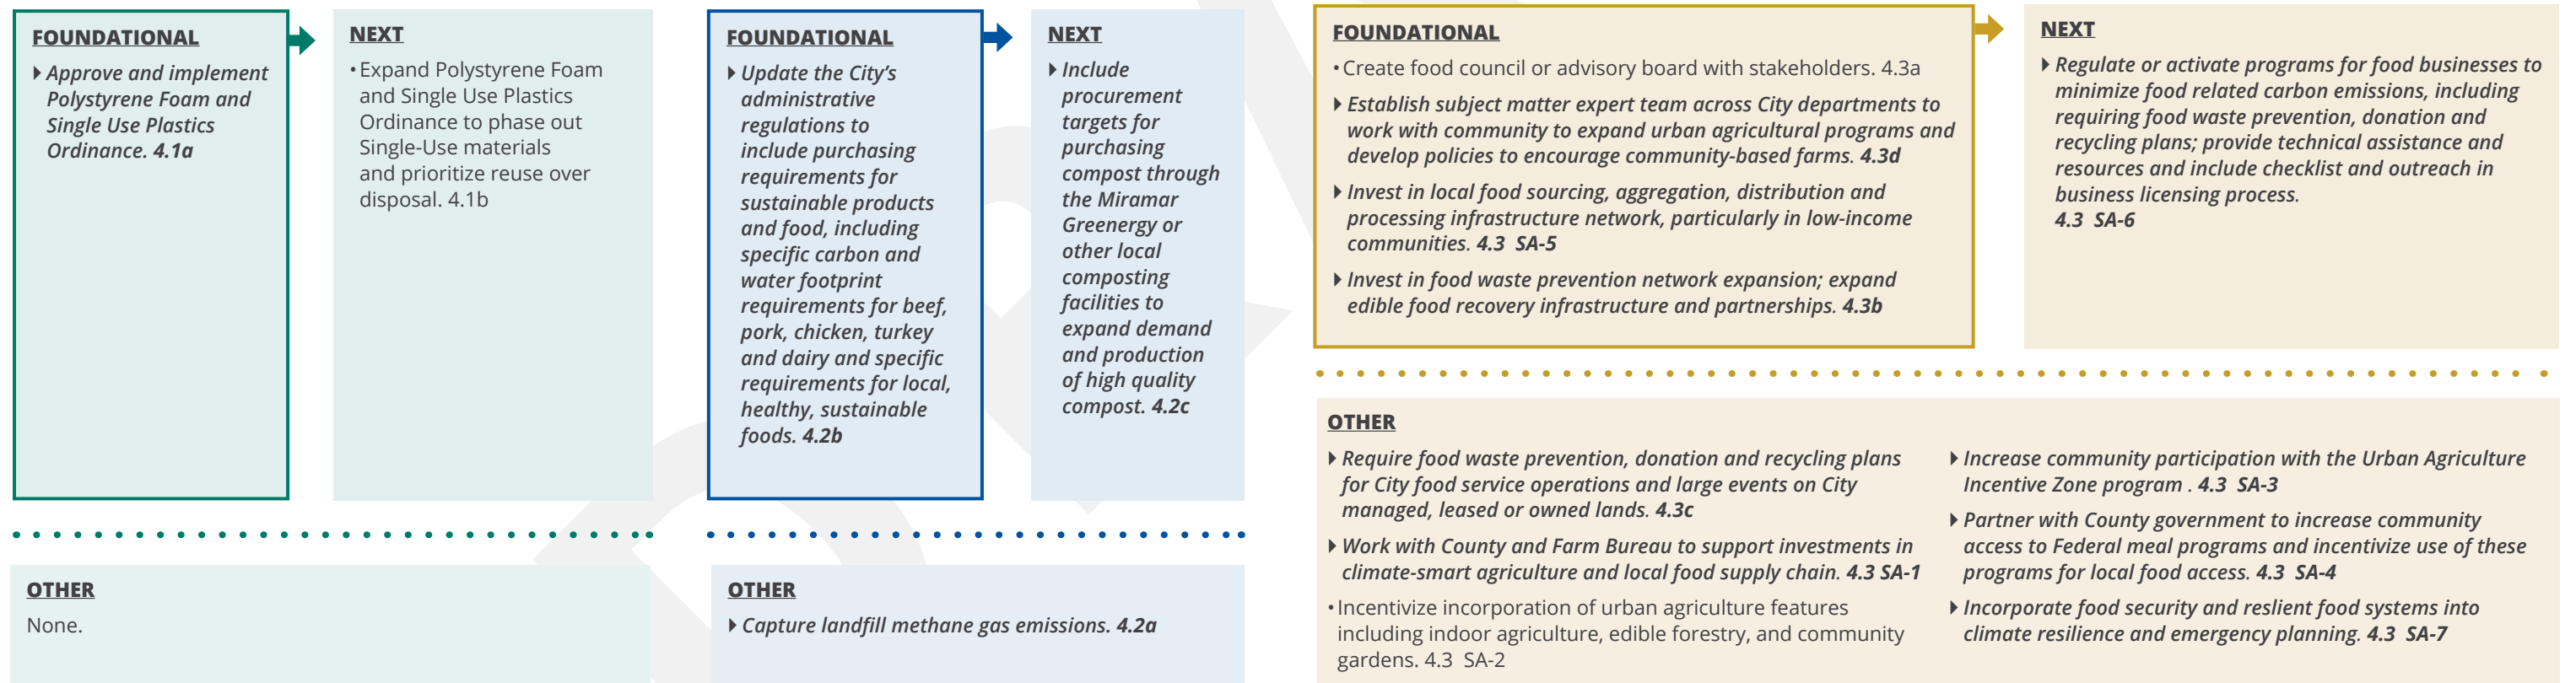 FOUNDATIONAL
Approve and implement
Polystyrene Foam and
Single Use Plastics
Ordinance. 4.1a
NEXT
• Expand Polystyrene Foam
and Single Use Plastics
Ordinance to phase out
Single-Use materials
and prioritize reuse over
disposal. 4.1b
OTHER
None.
FOUNDATIONAL
Update the City’s
administrative
regulations to
include purchasing
requirements for
sustainable products
and food, including
specific carbon and
water footprint
requirements for beef,
pork, chicken, turkey
and dairy and specific
requirements for local,
healthy, sustainable
foods. 4.2b
NEXT
Include
procurement
targets for
purchasing
compost through
the Miramar
Greenergy or
other local
composting
facilities to
expand demand
and production
of high quality
compost. 4.2c
OTHER
Capture landfill methane gas emissions. 4.2a
FOUNDATIONAL
• Create food council or advisory board with stakeholders. 4.3a
Establish subject matter expert team across City departments to
work with community to expand urban agricultural programs and
develop policies to encourage community-based farms. 4.3d
Invest in local food sourcing, aggregation, distribution and
processing infrastructure network, particularly in low-income
communities. 4.3 SA-5
Invest in food waste prevention network expansion; expand
edible food recovery infrastructure and partnerships. 4.3b
NEXT
Regulate or activate programs for food businesses to
minimize food related carbon emissions, including
requiring food waste prevention, donation and
recycling plans; provide technical assistance and
resources and include checklist and outreach in
business licensing process.
4.3 SA-6
OTHER
Require food waste prevention, donation and recycling plans
for City food service operations and large events on City
managed, leased or owned lands. 4.3c
Work with County and Farm Bureau to support investments in
climate-smart agriculture and local food supply chain. 4.3 SA-1
• Incentivize incorporation of urban agriculture features
including indoor agriculture, edible forestry, and community
gardens. 4.3 SA-2
Increase community participation with the Urban Agriculture
Incentive Zone program . 4.3 SA-3
Partner with County government to increase community
access to Federal meal programs and incentivize use of these
programs for local food access. 4.3 SA-4
Incorporate food security and reslient food systems into
climate resilience and emergency planning. 4.3 SA-7